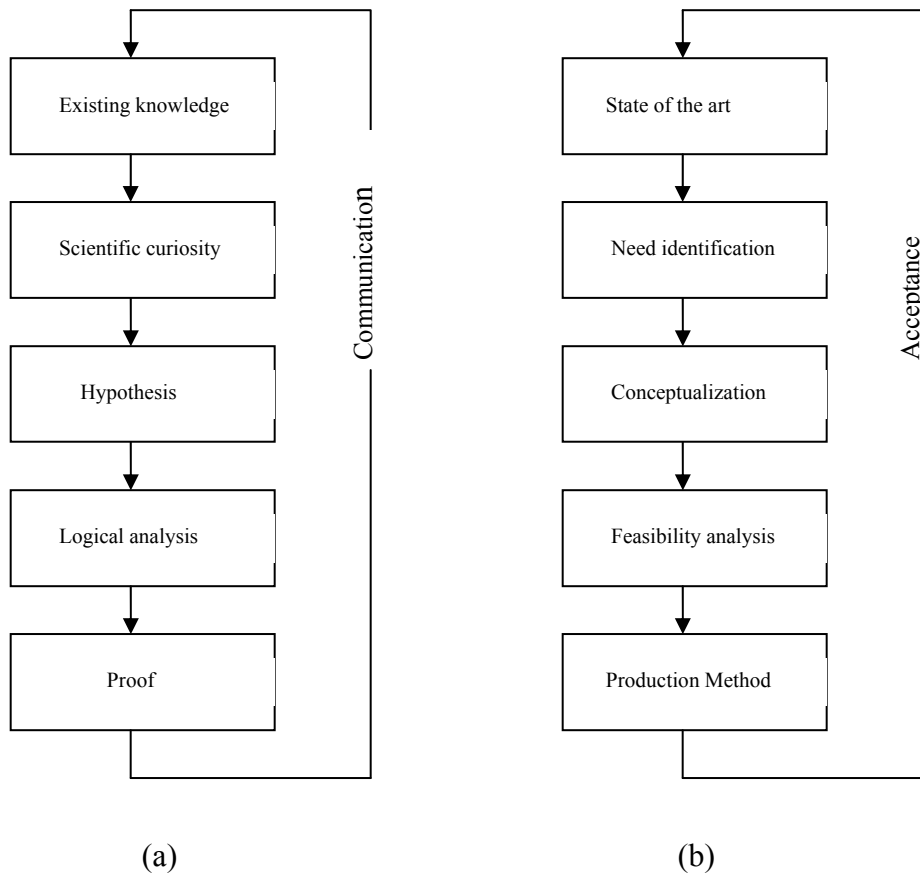 Existing knowledge
Scientific curiosity
Hypothesis
Logical analysis
Proof
Communication
(a)
State of the art
Need identification
Conceptualization
Feasibility analysis
Production Method
Acceptance
(b)